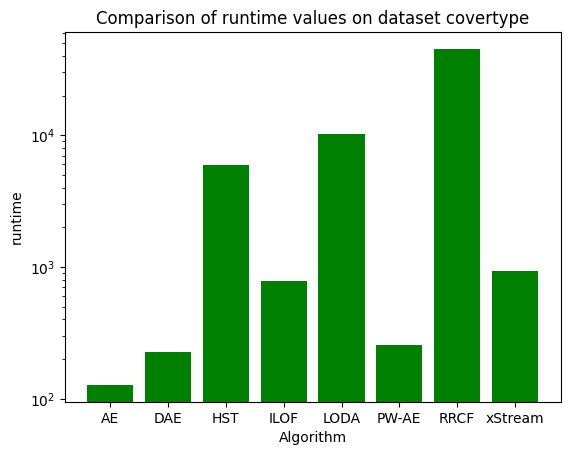 Comparison of runtime values on dataset covertype
runtime
10^4
10^3
10^2
AE DAE HST ILOF LODA PW-AE RRCF xStream
Algorithm